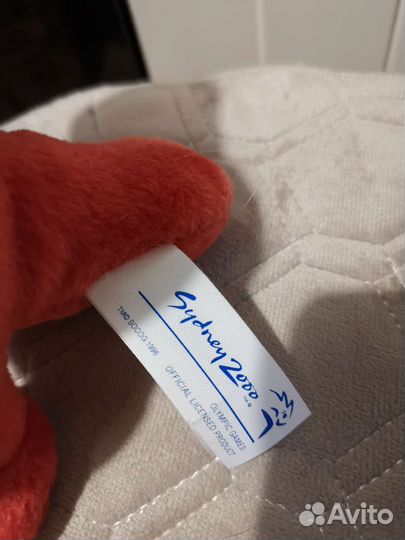 Sydney 2000
TM© SOCOG 1996
OLYMPIC GAMES
OFFICIAL LICENSED PRODUCT
Avito